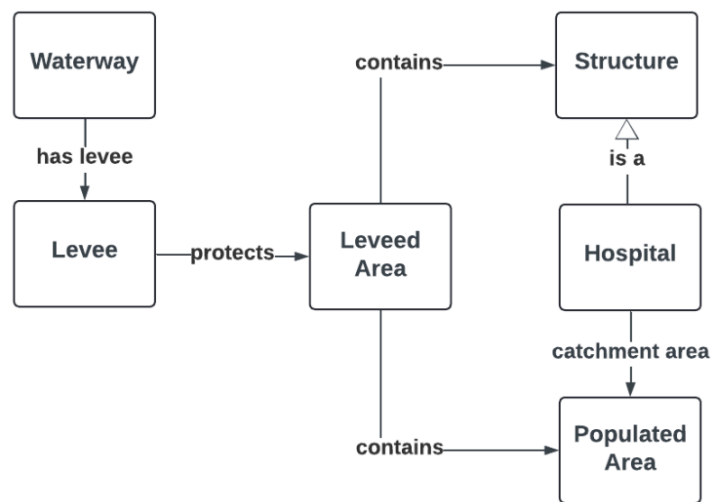 Waterway
contains
Structure
has levee
is a
Levee
protects
Leveed
Area
Hospital
catchment area
contains
Populated
Area